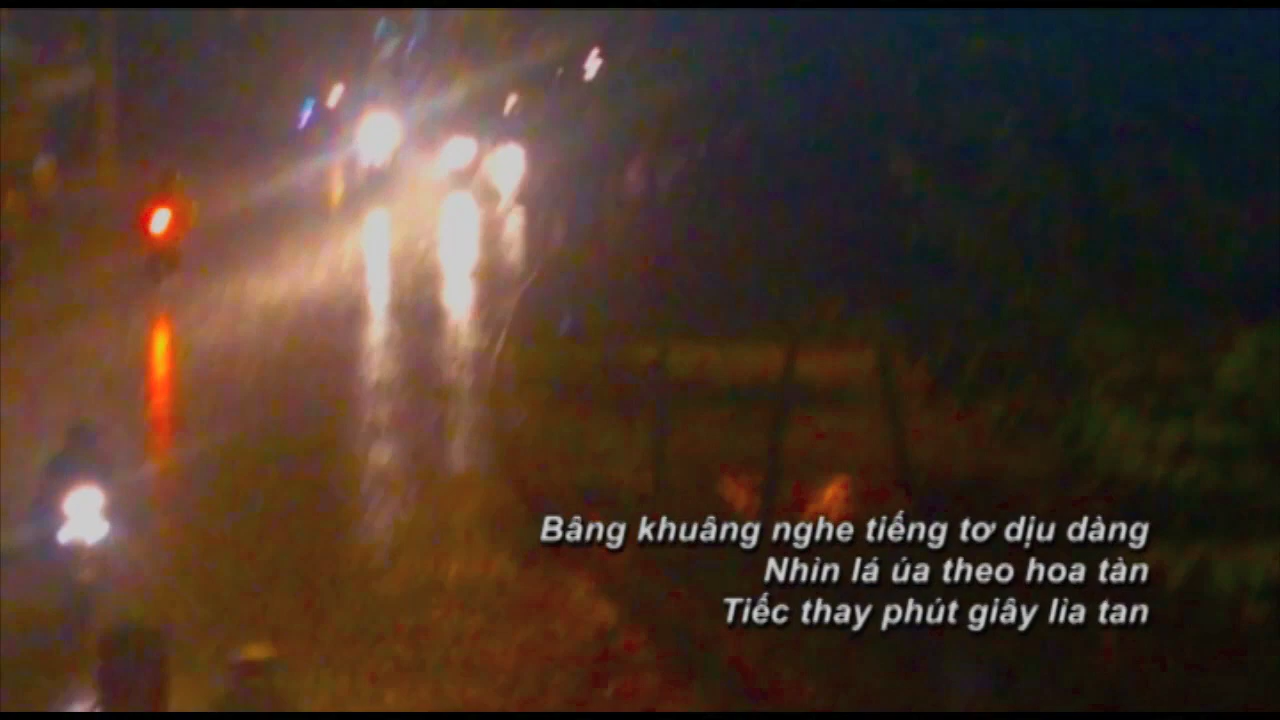 Bâng khuâng nghe tiếng tơ dịu dàng
Nhìn lá úa theo hoa tàn
Tiếc thay phút giây lìa tan